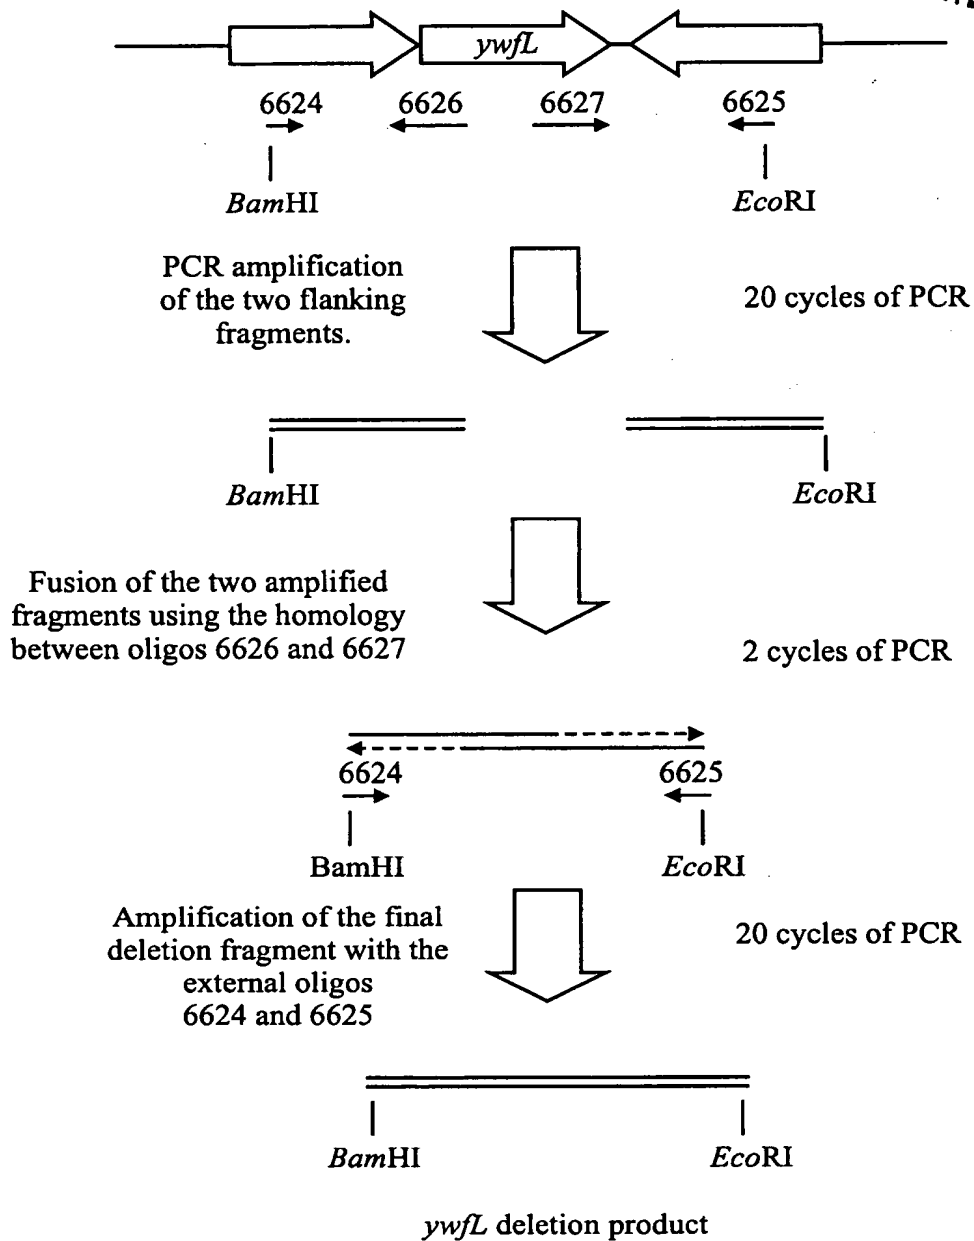 ywfL
6624
6626
6627
6625
BamHI
EcoRI
PCR amplification
of the two flanking
fragments.
20 cycles of PCR
BamHI
EcoRI
Fusion of the two amplified
fragments using the homology
between oligos 6626 and 6627
2 cycles of PCR
6624
6625
BamHI
EcoRI
Amplification of the final
deletion fragment with the
external oligos
6624 and 6625
20 cycles of PCR
BamHI
EcoRI
ywfL deletion product